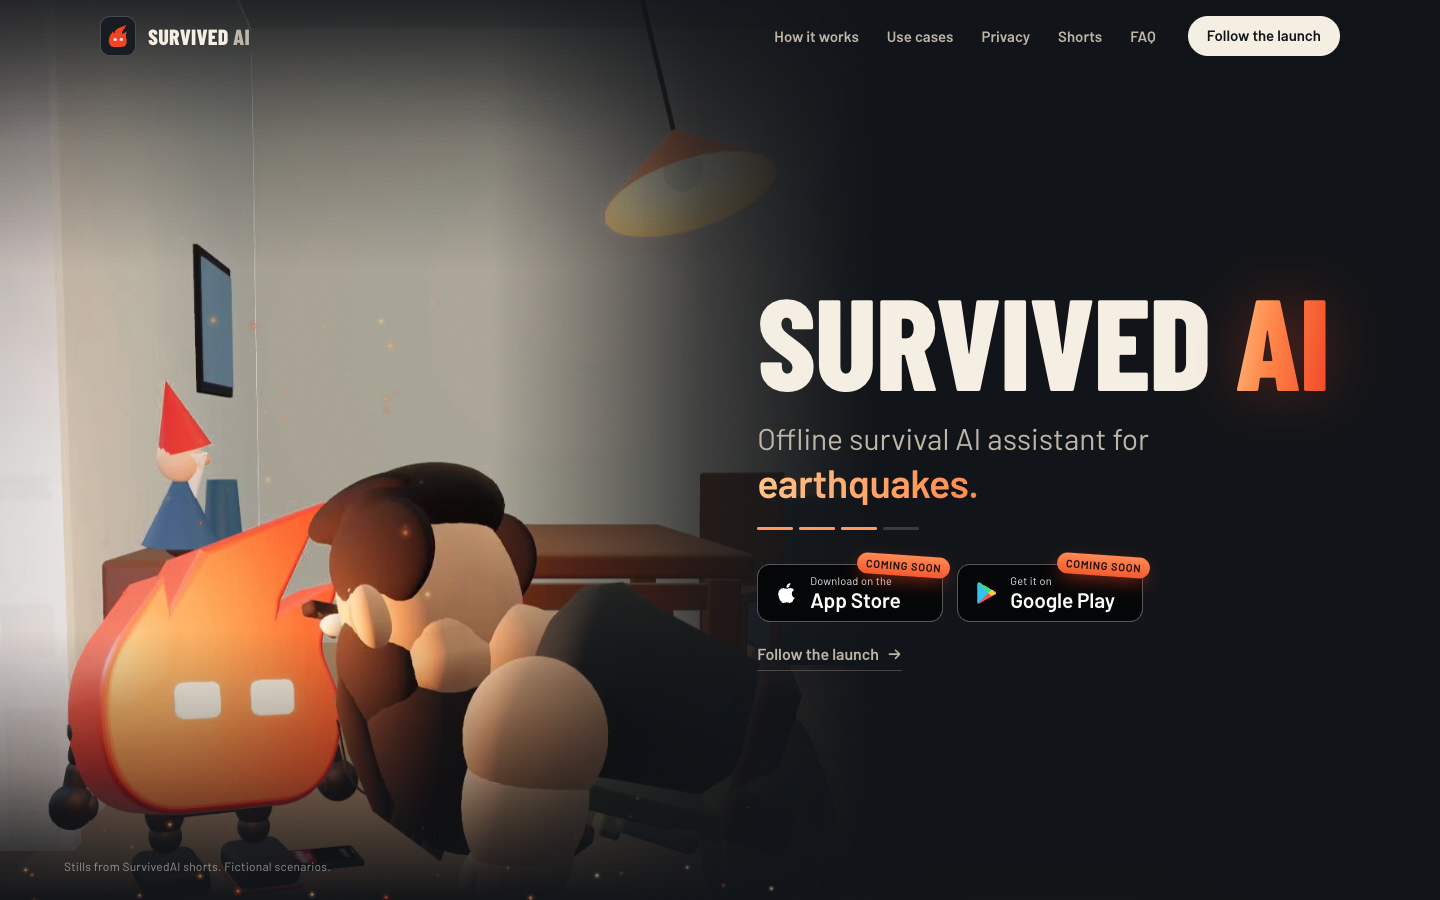 SURVIVED AI
How it works
Use cases
Privacy
Shorts
FAQ
Follow the launch
SURVIVED AI
Offline survival AI assistant for
earthquakes.
COMING SOON
Download on the
App Store
COMING SOON
Get it on
Google Play
Follow the launch →
Stills from SurvivedAI shorts. Fictional scenarios.